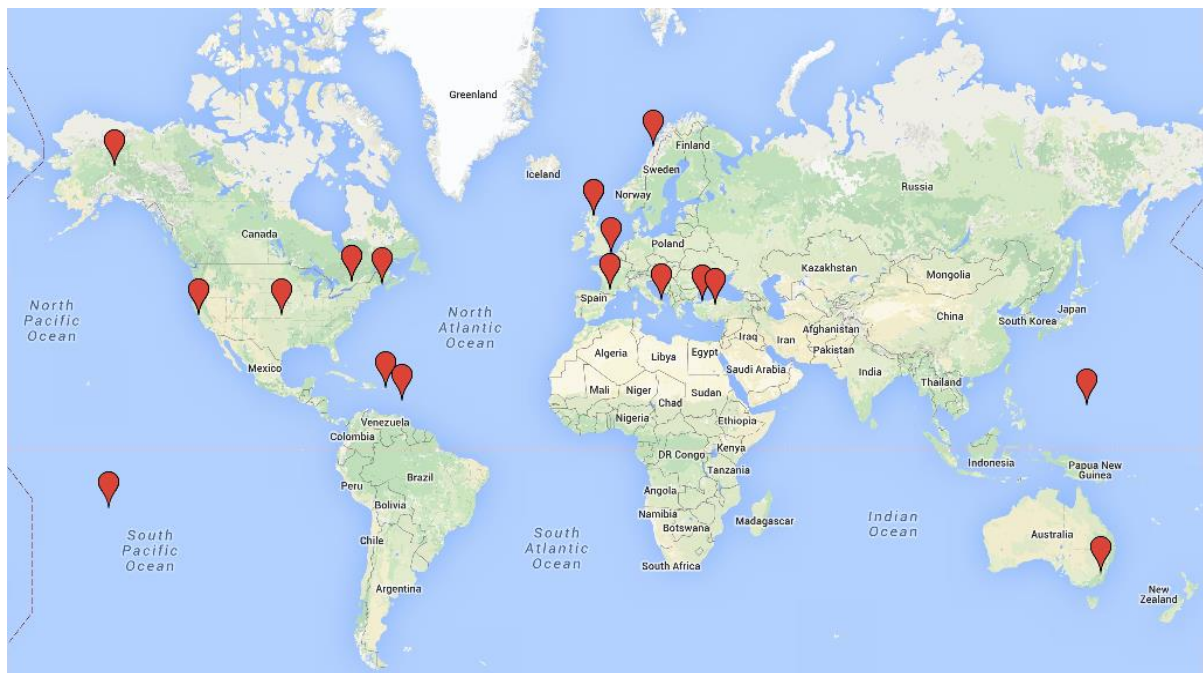 Greenland
Iceland
Finland
Sweden
Norway
Russia
Canada
Poland
Kazakhstan
Mongolia
North
Pacific
Ocean
North
Atlantic
Ocean
Spain
China
Japan
South Korea
Afghanistan
Iraq
Iran
Pakistan
Algeria
Libya
Egypt
Saudi Arabia
India
Thailand
Mexico
Mali
Niger
Chad
Sudan
Nigeria
Ethiopia
Venezuela
Colombia
DR Congo
Kenya
Tanzania
Indonesia
Papua New
Guinea
Peru
Brazil
Bolivia
Angola
Namibia
Botswana
Madagascar
Indian
Ocean
South
Pacific
Ocean
Chile
South
Atlantic
Ocean
South Africa
Australia
Argentina
New
Zealand